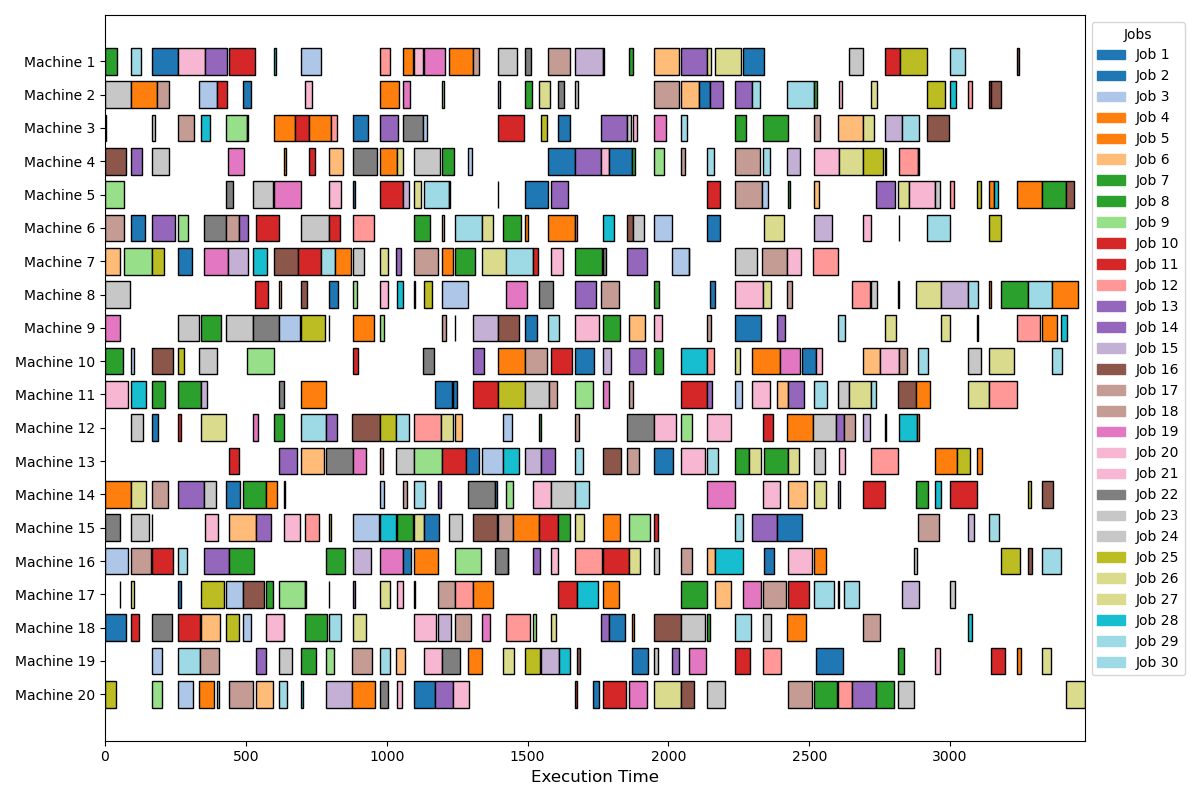 Machine 1
Machine 2
Machine 3
Machine 4
Machine 5
Machine 6
Machine 7
Machine 8
Machine 9
Machine 10
Machine 11
Machine 12
Machine 13
Machine 14
Machine 15
Machine 16
Machine 17
Machine 18
Machine 19
Machine 20
0 500 1000 1500 2000 2500 3000
Execution Time
Jobs
Job 1
Job 2
Job 3
Job 4
Job 5
Job 6
Job 7
Job 8
Job 9
Job 10
Job 11
Job 12
Job 13
Job 14
Job 15
Job 16
Job 17
Job 18
Job 19
Job 20
Job 21
Job 22
Job 23
Job 24
Job 25
Job 26
Job 27
Job 28
Job 29
Job 30